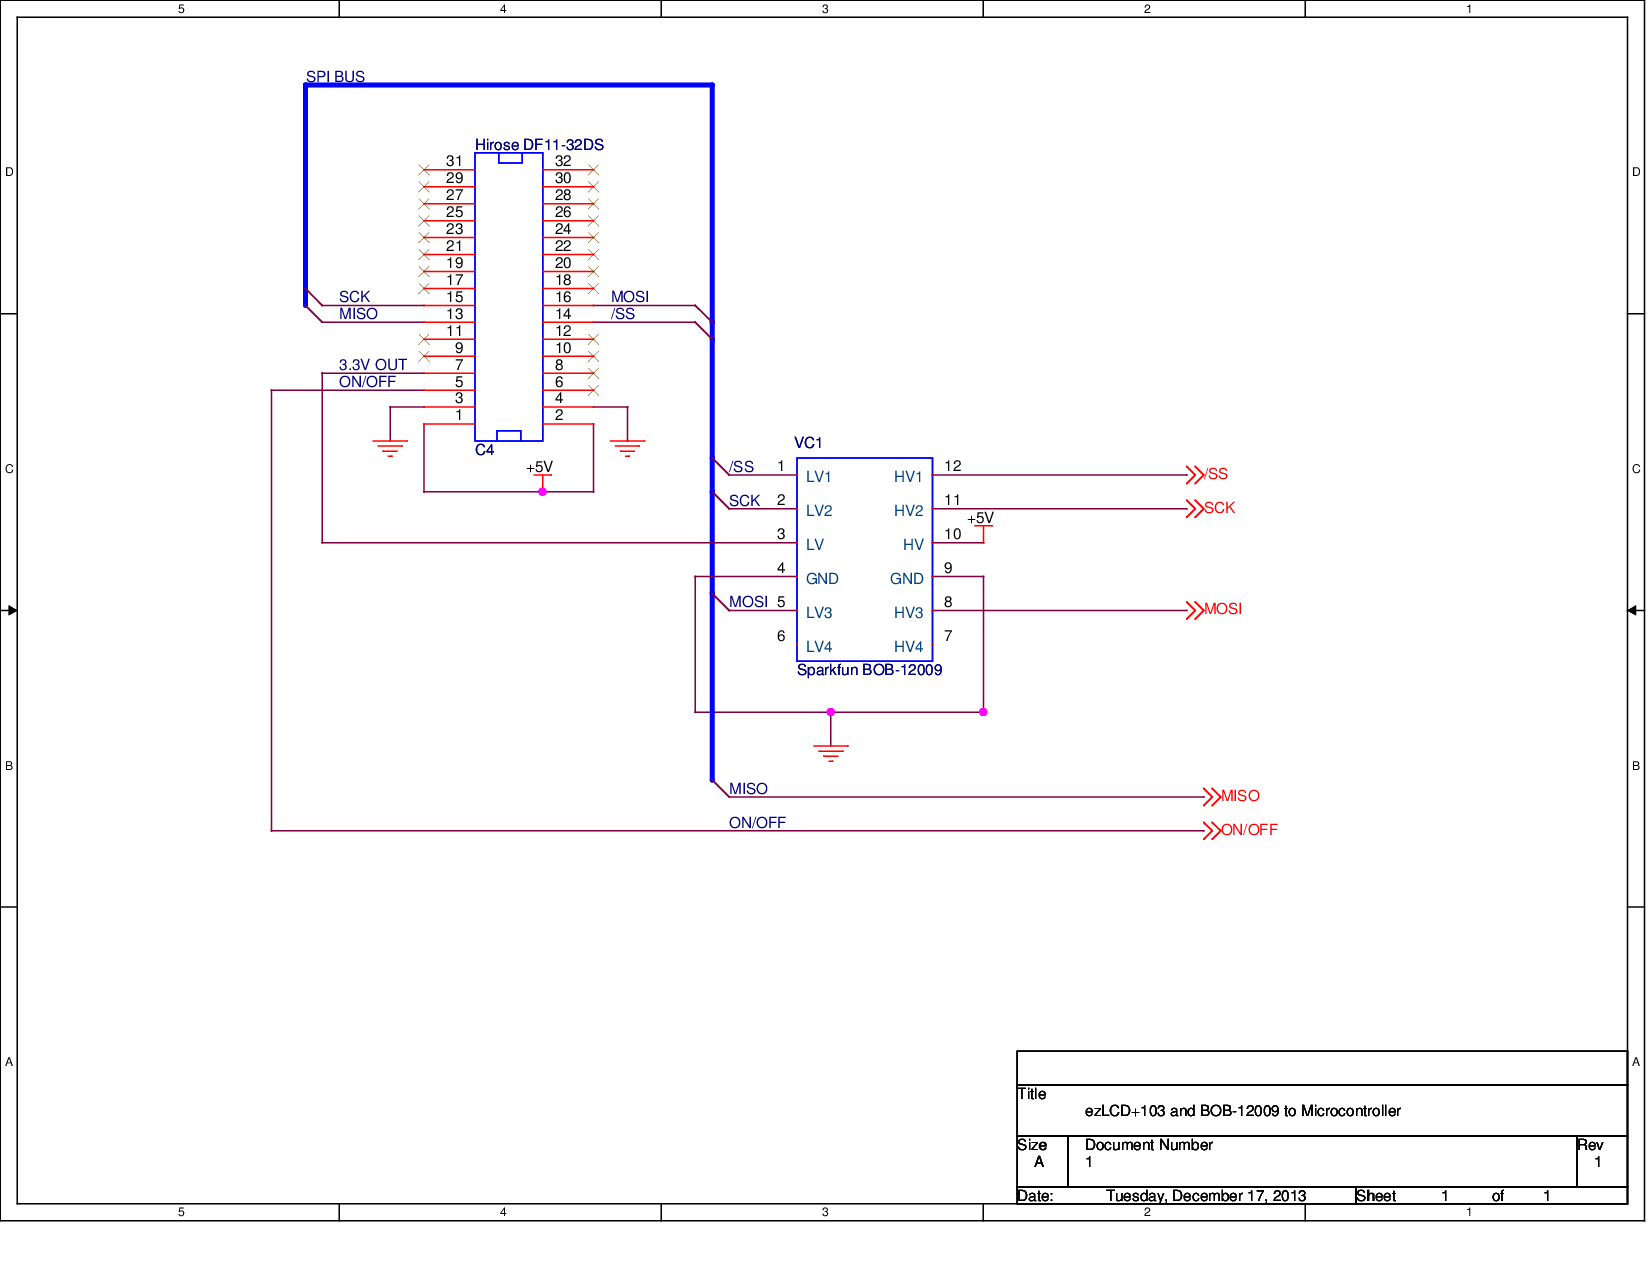 5 4 3 2 1
SPI BUS
Hirose DF11-32DS
31 32
29 30
27 28
25 26
23 24
21 22
19 20
17 18
SCK 15 16 MOSI
MISO 13 14 /SS
11 12
9 10
3.3V OUT 7 8
ON/OFF 5 6
3 4
1 2
C4
+5V
VC1
/SS 1 LV1 HV1 12 /SS
SCK 2 LV2 HV2 11 SCK
+5V
3 LV HV 10
4 GND GND 9
MOSI 5 LV3 HV3 8 MOSI
6 LV4 HV4 7
Sparkfun BOB-12009
MISO MISO
ON/OFF ON/OFF
D D
C C
B B
A A
Title
ezLCD+103 and BOB-12009 to Microcontroller
Size Document Number Rev
A 1 1
Date: Tuesday, December 17, 2013 Sheet 1 of 1
5 4 3 2 1